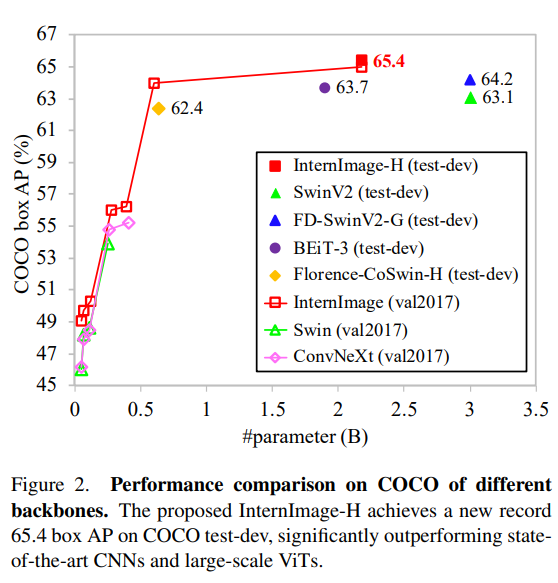 67
65
63
61
59
57
55
53
51
49
47
45
COCO box AP (%)
65.4
64.2
63.7
63.1
62.4
InternImage-H (test-dev)
SwinV2 (test-dev)
FD-SwinV2-G (test-dev)
BEiT-3 (test-dev)
Florence-CoSwin-H (test-dev)
InternImage (val2017)
Swin (val2017)
ConvNeXt (val2017)
0 0.5 1 1.5 2 2.5 3 3.5
#parameter (B)
Figure 2. Performance comparison on COCO of different
backbones. The proposed InternImage-H achieves a new record
65.4 box AP on COCO test-dev, significantly outperforming state-
of-the-art CNNs and large-scale ViTs.